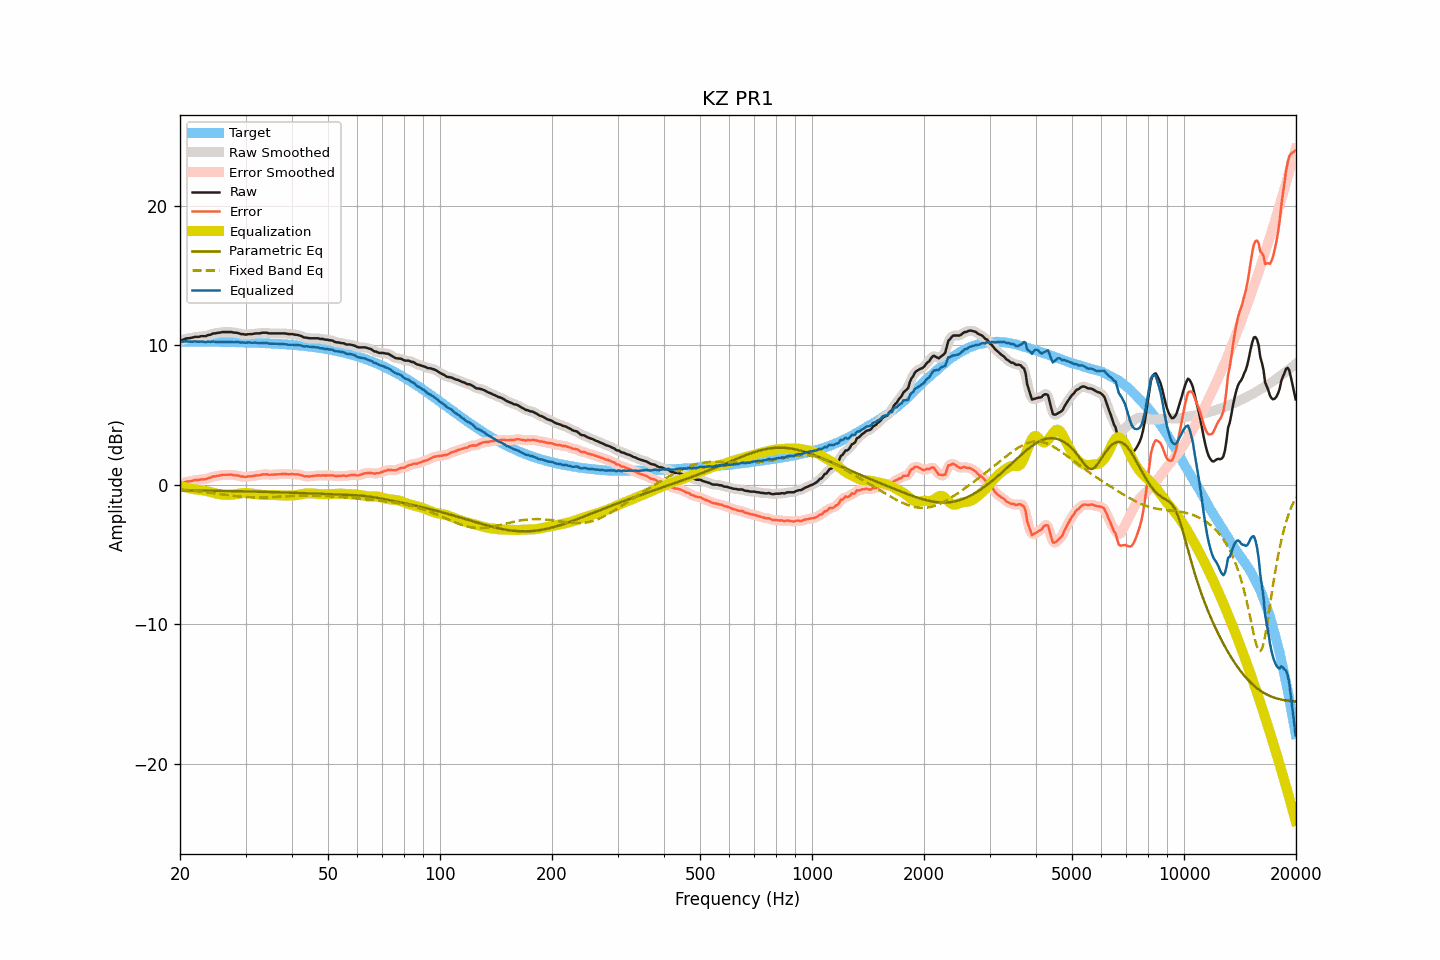 KZ PR1
Target
Raw Smoothed
Error Smoothed
Raw
Error
Equalization
Parametric Eq
Fixed Band Eq
Equalized
20
10
0
−10
−20
Amplitude (dBr)
20 50 100 200 500 1000 2000 5000 10000 20000
Frequency (Hz)